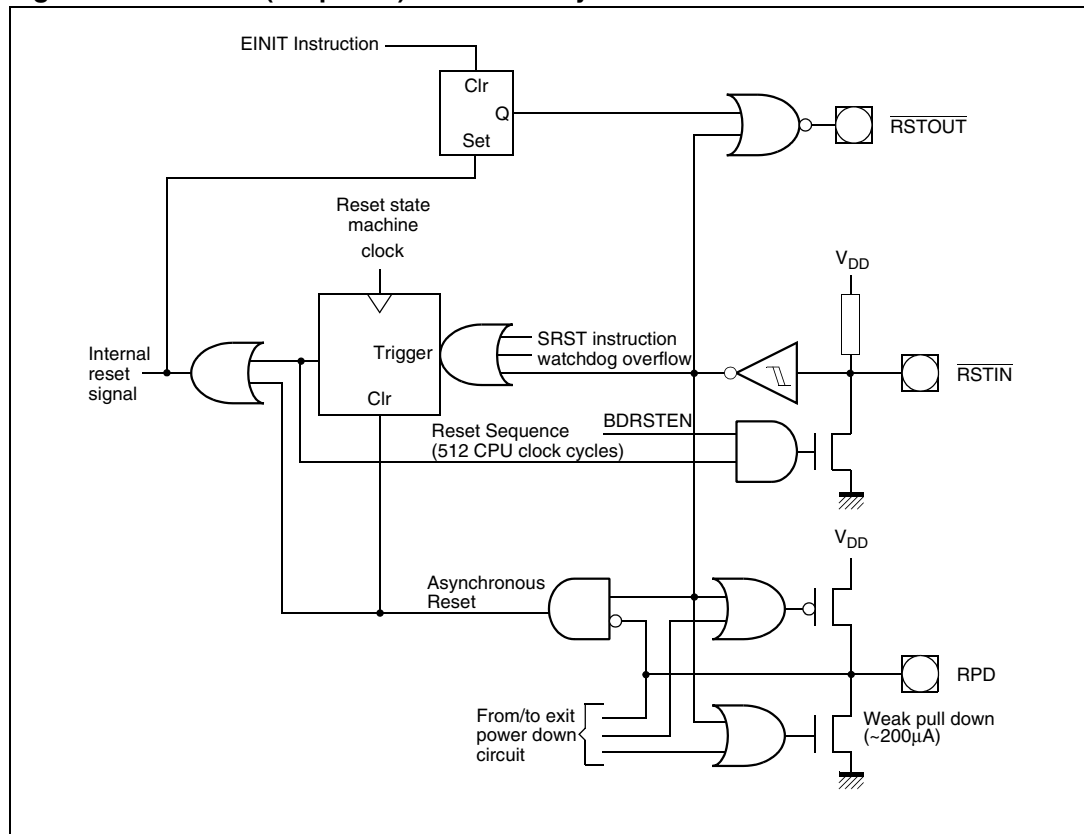 EINIT Instruction
Clr
Q
Set
RSTOUT
Reset state
machine
clock
VDD
Internal
reset
signal
Trigger
SRST instruction
watchdog overflow
RSTIN
Clr
Reset Sequence
(512 CPU clock cycles)
BDRSTEN
VDD
Asynchronous
Reset
RPD
From/to exit
power down
circuit
Weak pull down
(~200µA)